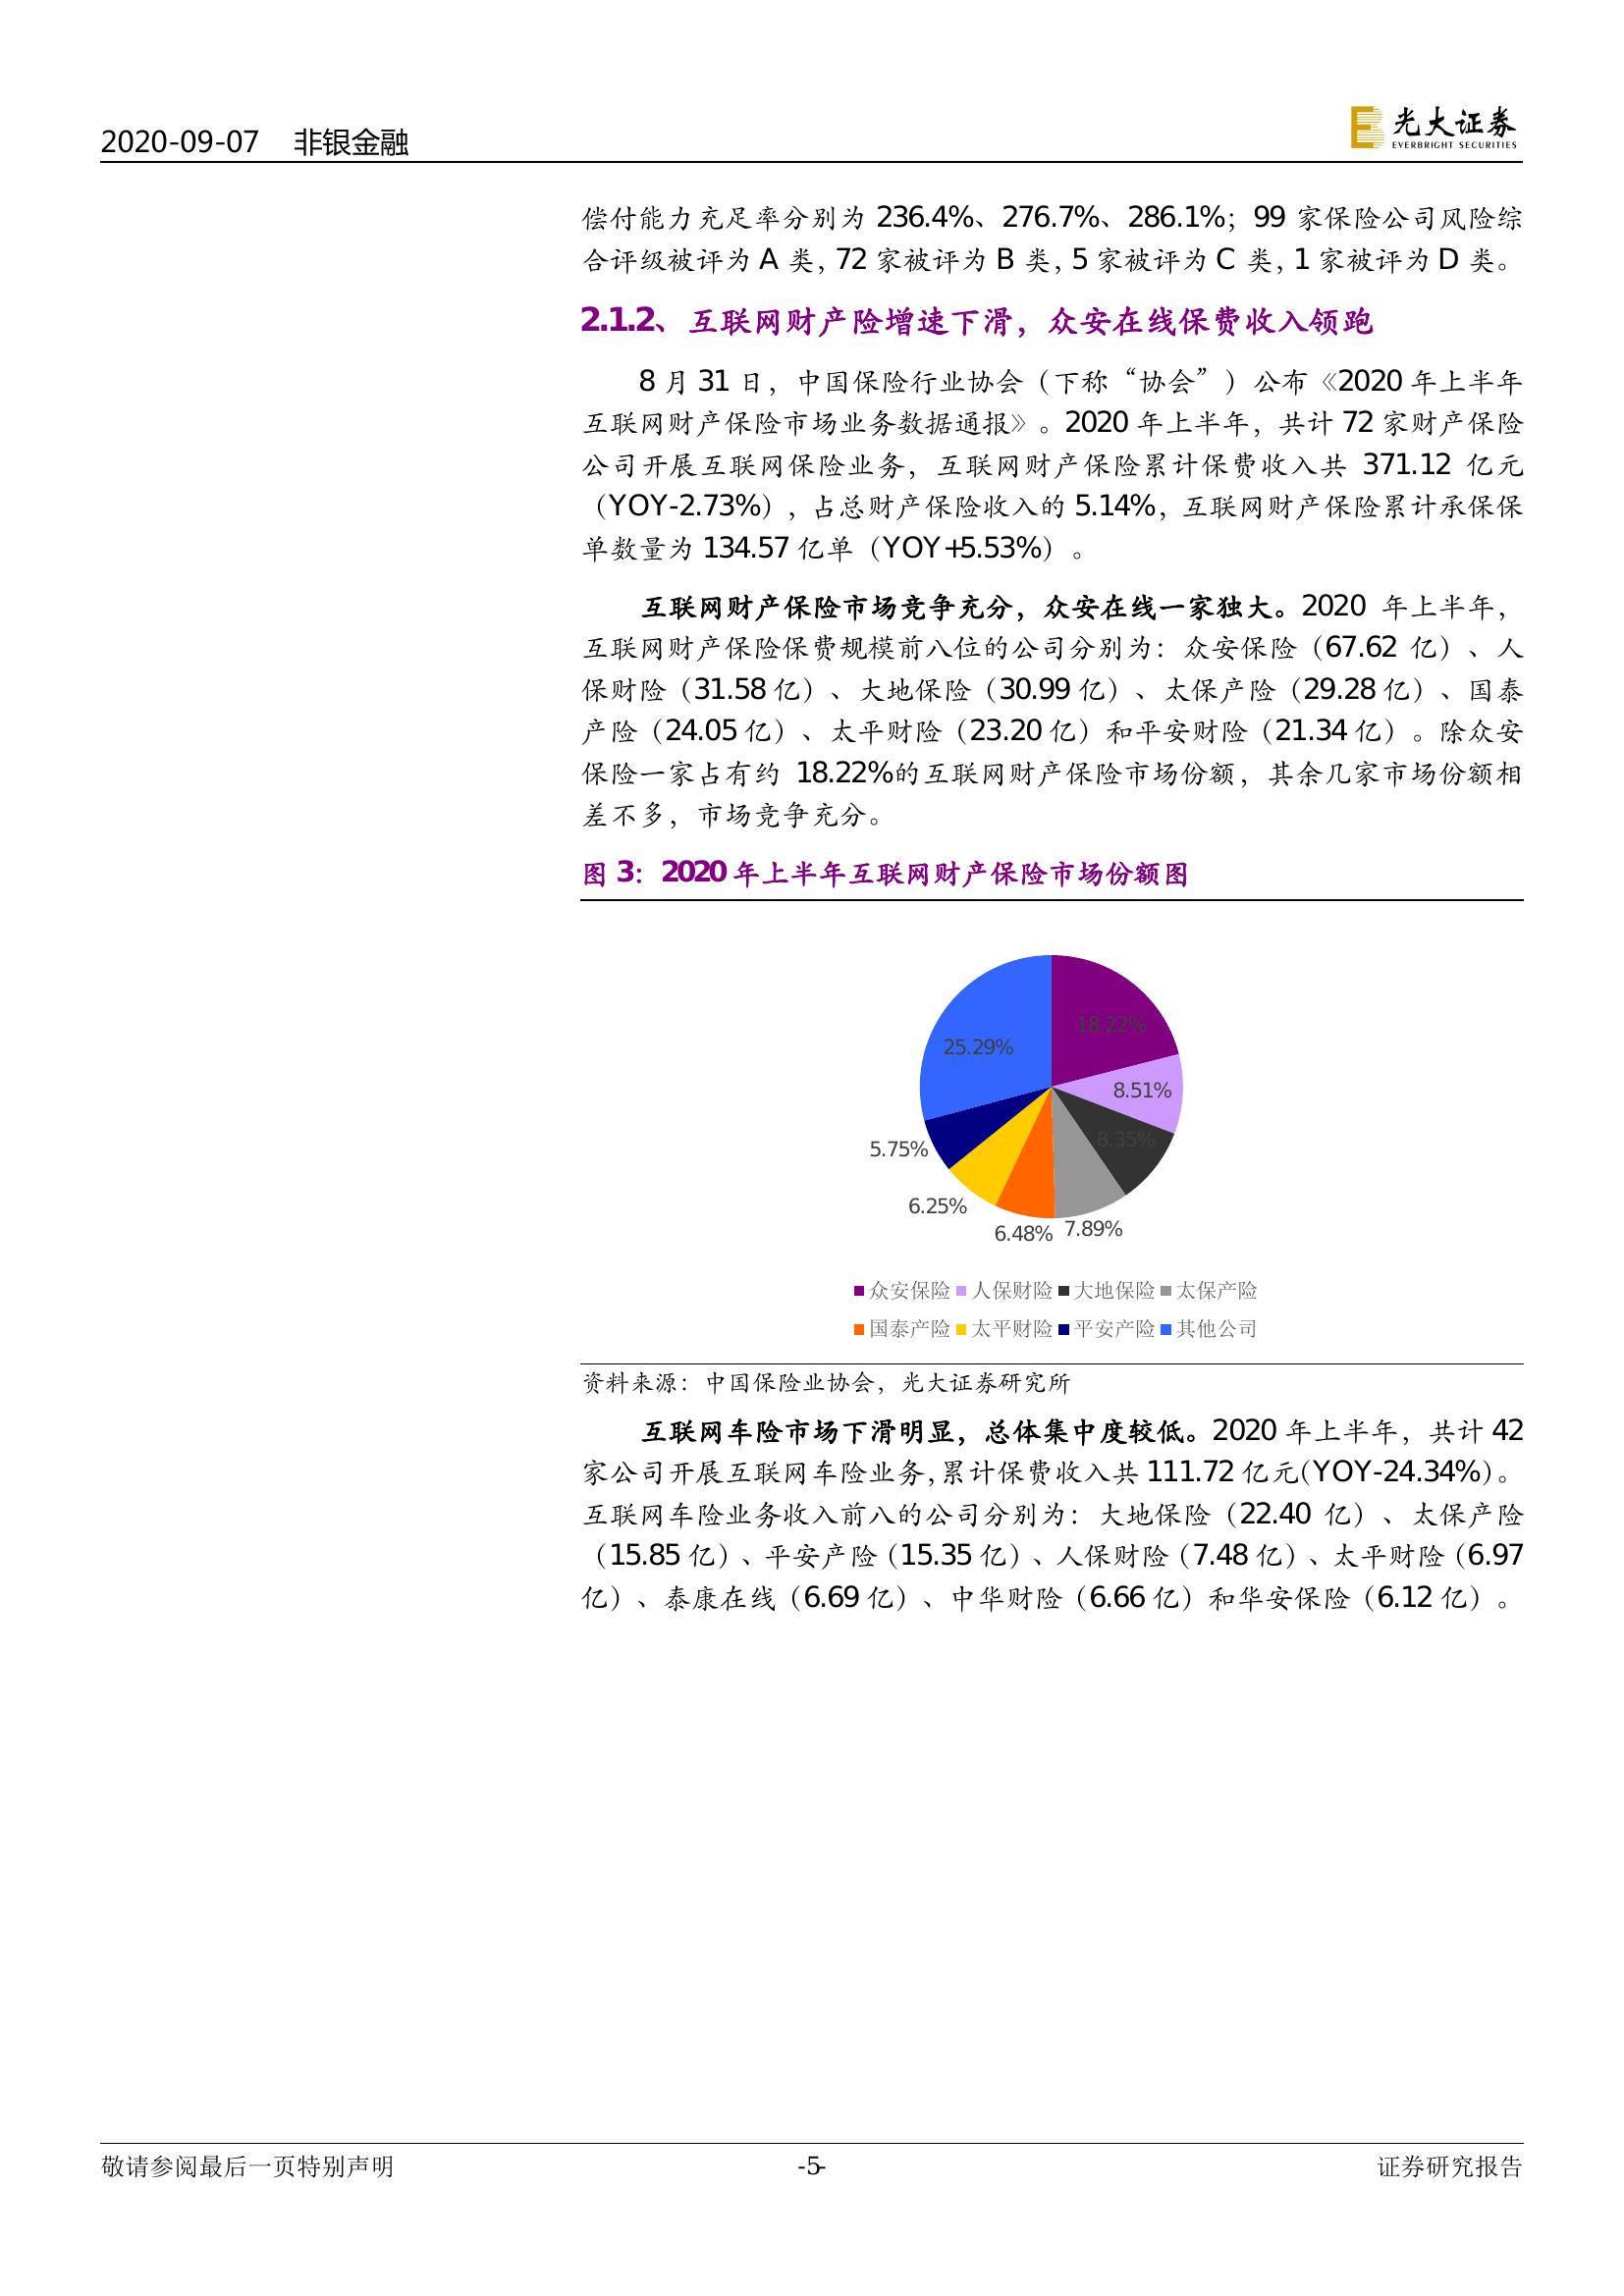 2020-09-07 非银金融
光大证券
EVERBRIGHT SECURITIES
偿付能力充足率分别为 236.4%、276.7%、286.1%；99 家保险公司风险综
合评级被评为 A 类，72 家被评为 B 类，5 家被评为 C 类，1 家被评为 D 类。
2.1.2、互联网财产险增速下滑，众安在线保费收入领跑
8 月 31 日，中国保险行业协会（下称“协会”）公布《2020 年上半年
互联网财产保险市场业务数据通报》。2020 年上半年，共计 72 家财产保险
公司开展互联网保险业务，互联网财产保险累计保费收入共 371.12 亿元
（YOY-2.73%），占总财产保险收入的 5.14%，互联网财产保险累计承保保
单数量为 134.57 亿单（YOY+5.53%）。
互联网财产保险市场竞争充分，众安在线一家独大。2020 年上半年，
互联网财产保险保费规模前八位的公司分别为：众安保险（67.62 亿）、人
保财险（31.58 亿）、大地保险（30.99 亿）、太保产险（29.28 亿）、国泰
产险（24.05 亿）、太平财险（23.20 亿）和平安财险（21.34 亿）。除众安
保险一家占有约 18.22%的互联网财产保险市场份额，其余几家市场份额相
差不多，市场竞争充分。
图 3：2020 年上半年互联网财产保险市场份额图
18.22%
25.29%
8.51%
8.35%
5.75%
6.25%
6.48%
7.89%
众安保险 人保财险 大地保险 太保产险
国泰产险 太平财险 平安产险 其他公司
资料来源：中国保险业协会，光大证券研究所
互联网车险市场下滑明显，总体集中度较低。2020 年上半年，共计 42
家公司开展互联网车险业务，累计保费收入共 111.72 亿元(YOY-24.34%)。
互联网车险业务收入前八的公司分别为：大地保险（22.40 亿）、太保产险
（15.85 亿）、平安产险（15.35 亿）、人保财险（7.48 亿）、太平财险（6.97
亿）、泰康在线（6.69 亿）、中华财险（6.66 亿）和华安保险（6.12 亿）。
敬请参阅最后一页特别声明 -5- 证券研究报告